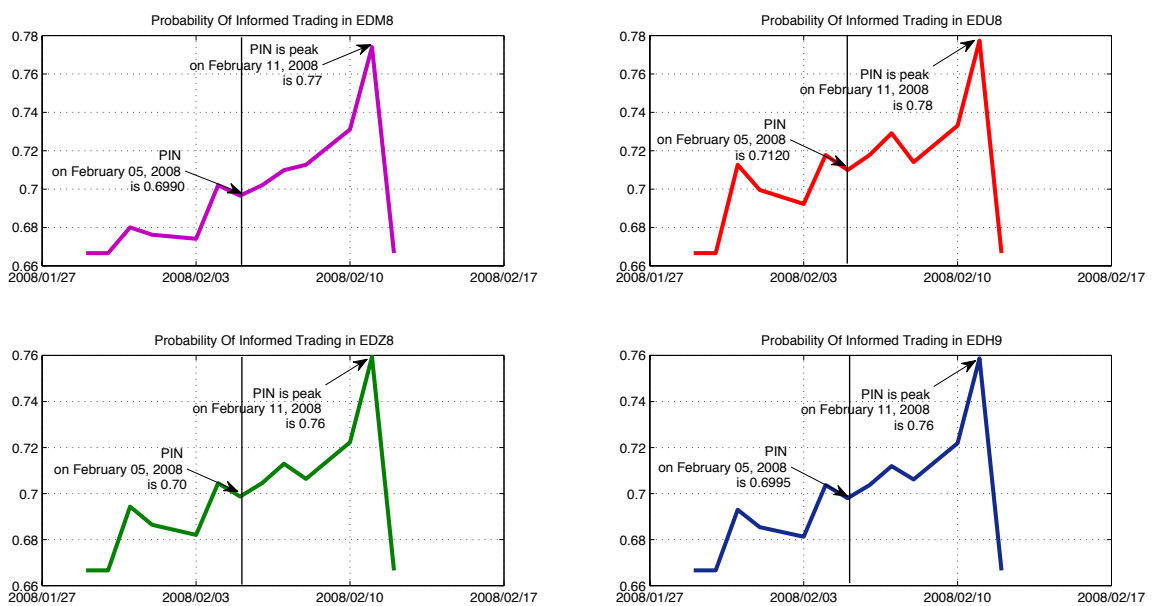 Probability Of Informed Trading in EDM8
0.78
0.76
0.74
0.72
0.7
0.68
0.66
PIN is peak
on February 11, 2008
is 0.77
PIN
on February 05, 2008
is 0.6990
2008/01/27
2008/02/03
2008/02/10
2008/02/17
Probability Of Informed Trading in EDU8
0.78
0.76
0.74
0.72
0.7
0.68
0.66
PIN is peak
on February 11, 2008
is 0.78
PIN
on February 05, 2008
is 0.7120
2008/01/27
2008/02/03
2008/02/10
2008/02/17
Probability Of Informed Trading in EDZ8
0.76
0.74
0.72
0.7
0.68
0.66
PIN is peak
on February 11, 2008
is 0.76
PIN
on February 05, 2008
is 0.70
2008/01/27
2008/02/03
2008/02/10
2008/02/17
Probability Of Informed Trading in EDH9
0.76
0.74
0.72
0.7
0.68
0.66
PIN is peak
on February 11, 2008
is 0.76
PIN
on February 05, 2008
is 0.6995
2008/01/27
2008/02/03
2008/02/10
2008/02/17